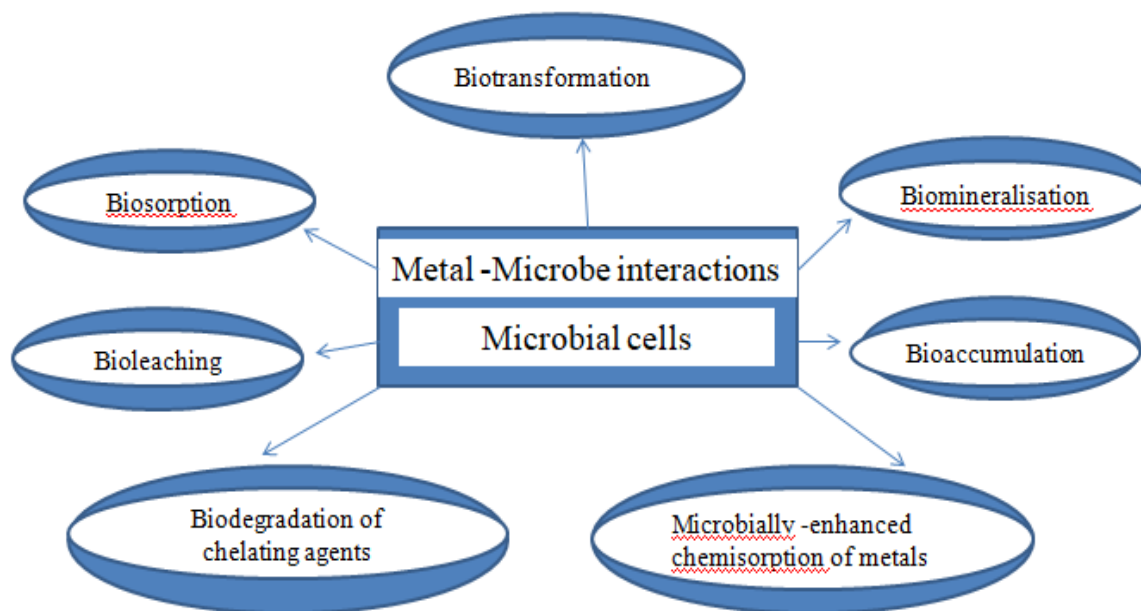 Biotransformation
Biosorption
Biomineralisation
Metal -Microbe interactions
Microbial cells
Bioleaching
Bioaccumulation
Biodegradation of
chelating agents
Microbially -enhanced
chemisorption of metals